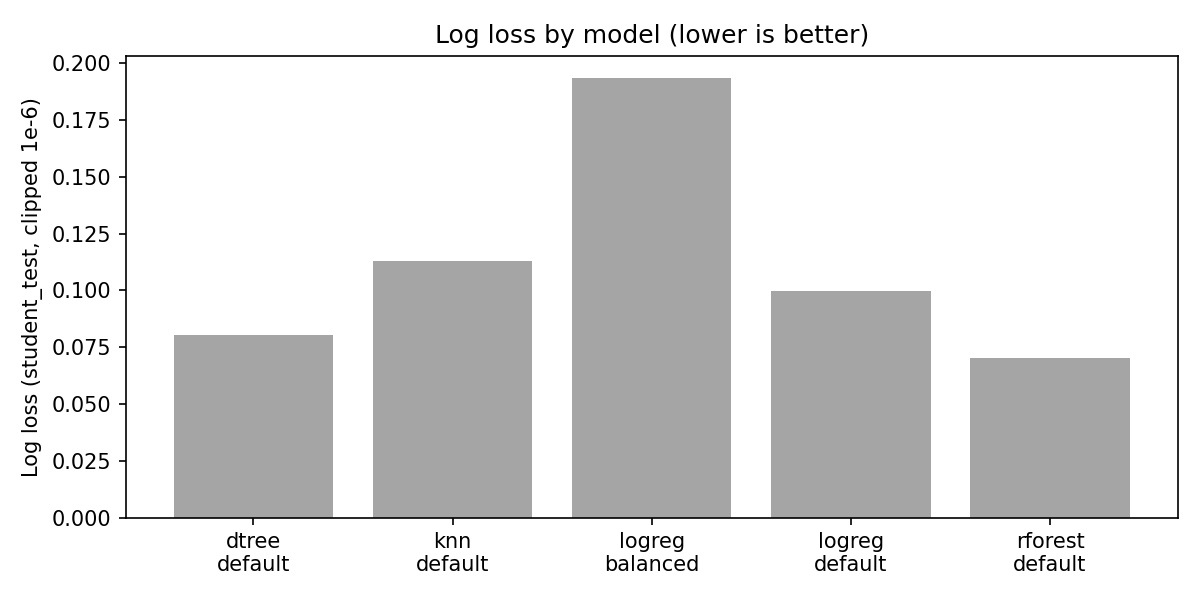 Log loss by model (lower is better)
Log loss (student_test, clipped 1e-6)
0.200
0.175
0.150
0.125
0.100
0.075
0.050
0.025
0.000
dtree
default
knn
default
logreg
balanced
logreg
default
rforest
default